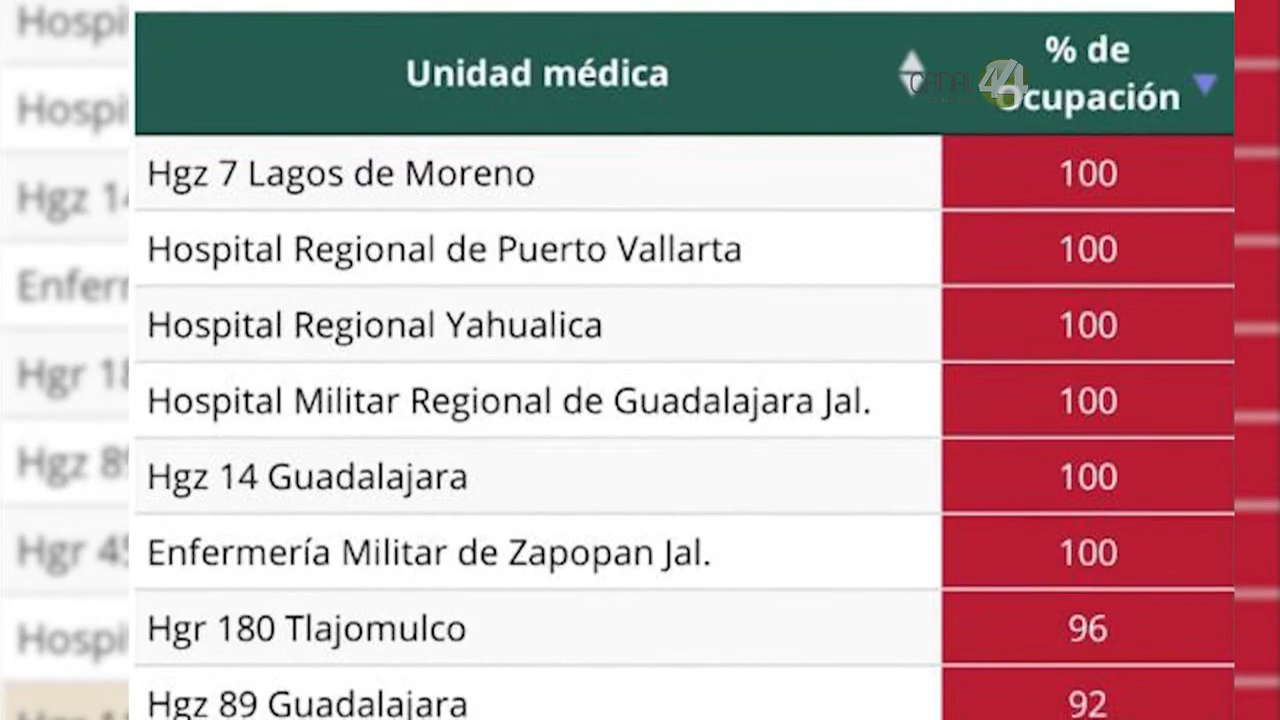 Unidad médica
% de
ocupación
CANAL 44
Hgz 7 Lagos de Moreno 100
Hospital Regional de Puerto Vallarta 100
Hospital Regional Yahualica 100
Hospital Militar Regional de Guadalajara Jal. 100
Hgz 14 Guadalajara 100
Enfermería Militar de Zapopan Jal. 100
Hgr 180 Tlajomulco 96
Hgz 89 Guadalajara 92